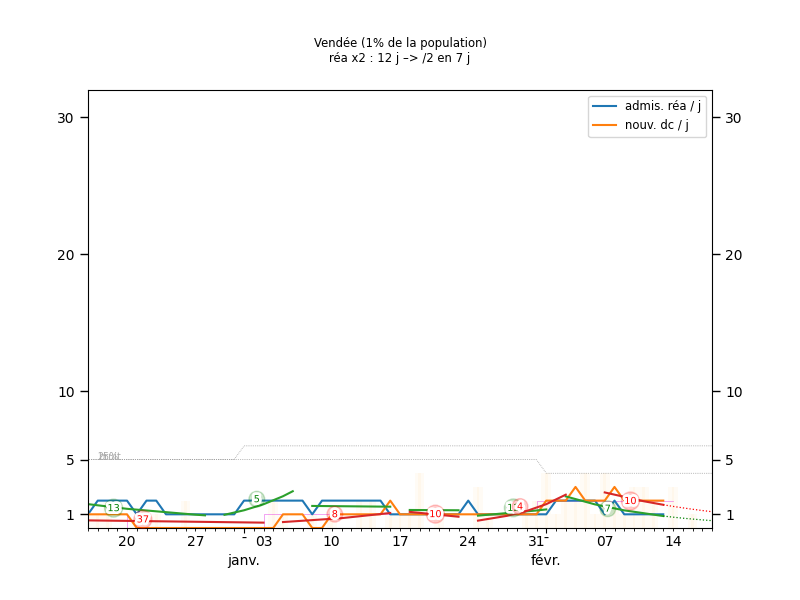 Vendée (1% de la population)
réa x2 : 12 j –> /2 en 7 j
admis. réa / j
nouv. dc / j
30 30
20 20
10 10
5 5
1 1
13 37 5 8 10 4 7 10
20 27 - 03 10 17 24 31 - 07 14
janv. févr.